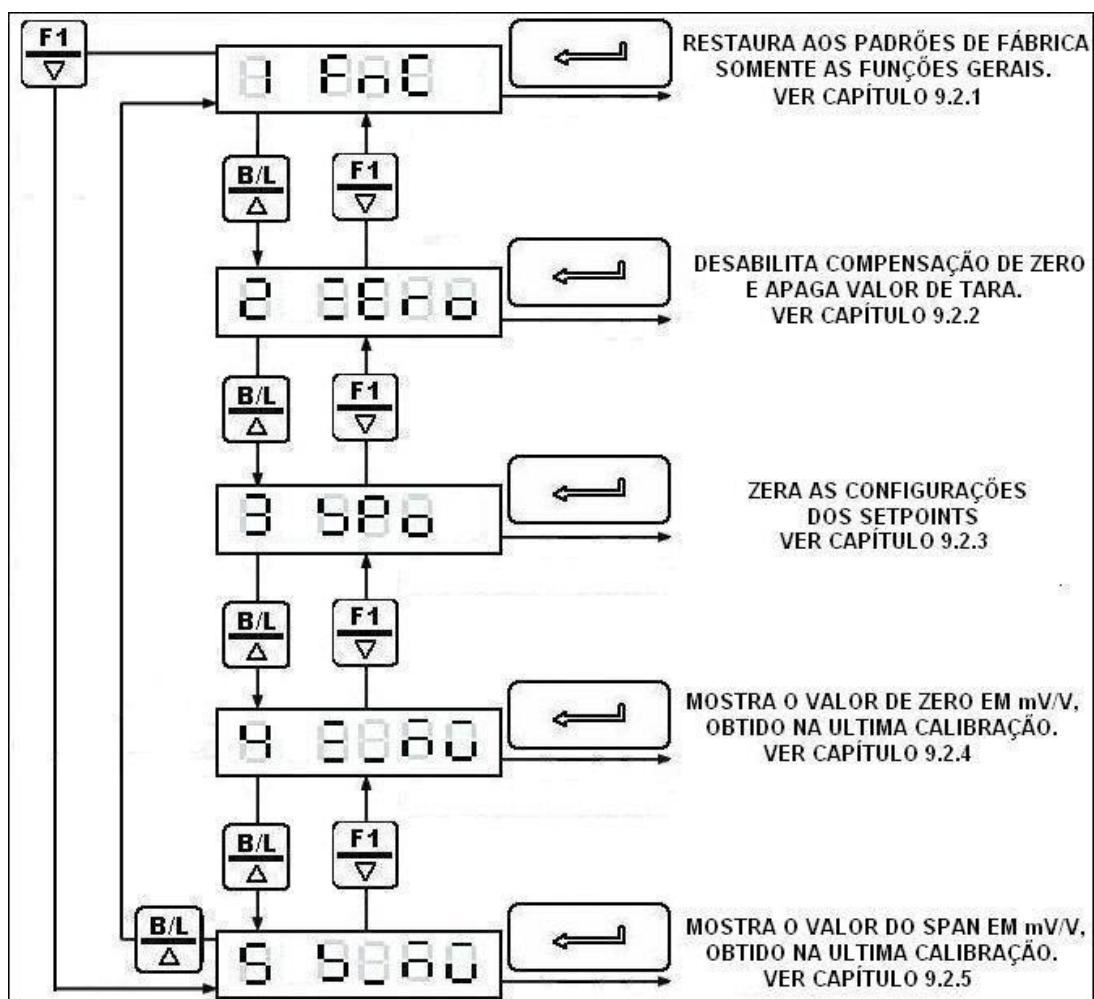 F1
1 FnC
RESTAURA AOS PADRÕES DE FÁBRICA
SOMENTE AS FUNÇÕES GERAIS.
VER CAPÍTULO 9.2.1
B/L
F1
DESABILITA COMPENSAÇÃO DE ZERO
E APAGA VALOR DE TARA.
VER CAPÍTULO 9.2.2
B/L
F1
3 SPo
ZERA AS CONFIGURAÇÕES
DOS SETPOINTS
VER CAPÍTULO 9.2.3
B/L
F1
MOSTRA O VALOR DE ZERO EM mV/V,
OBTIDO NA ULTIMA CALIBRAÇÃO.
VER CAPÍTULO 9.2.4
B/L
F1
B/L
MOSTRA O VALOR DO SPAN EM mV/V,
OBTIDO NA ULTIMA CALIBRAÇÃO.
VER CAPÍTULO 9.2.5